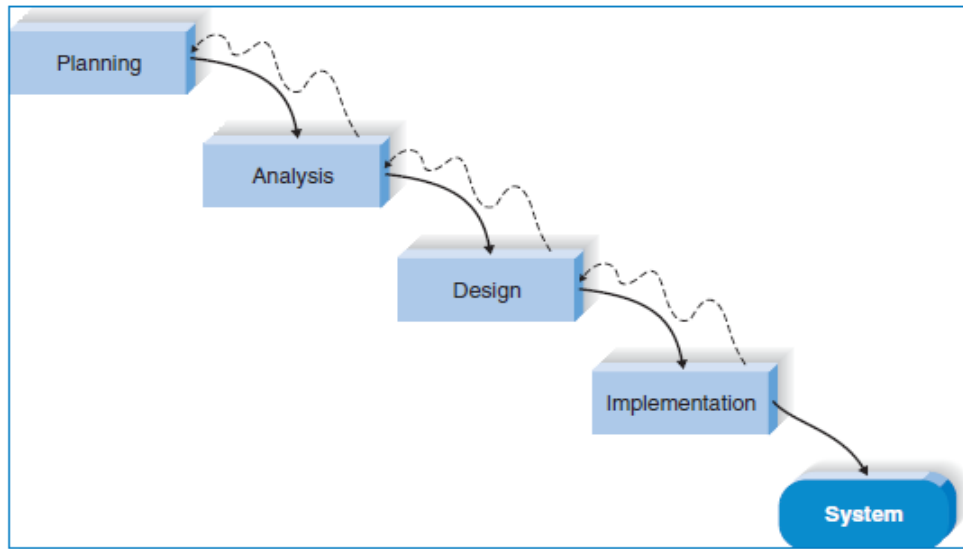 Planning
Analysis
Design
Implementation
System